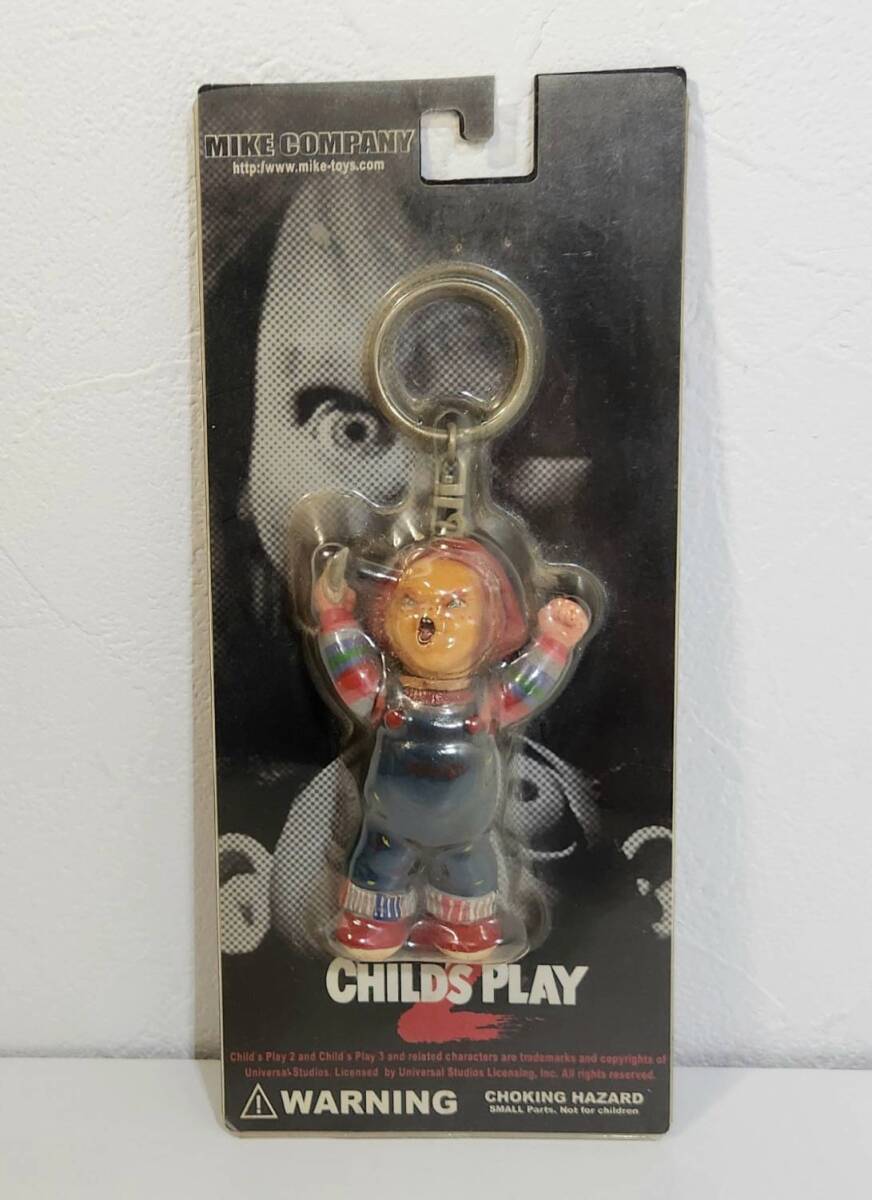 MIKE COMPANY
http:/www.mike-toys.com
CHILD'S PLAY
2
Child's Play 2 and Child's Play 3 and related characters are trademarks and copyrights of
Universal Studios. Licensed by Universal Studios Licensing, Inc. All rights reserved.
WARNING
CHOKING HAZARD
SMALL Parts. Not for children